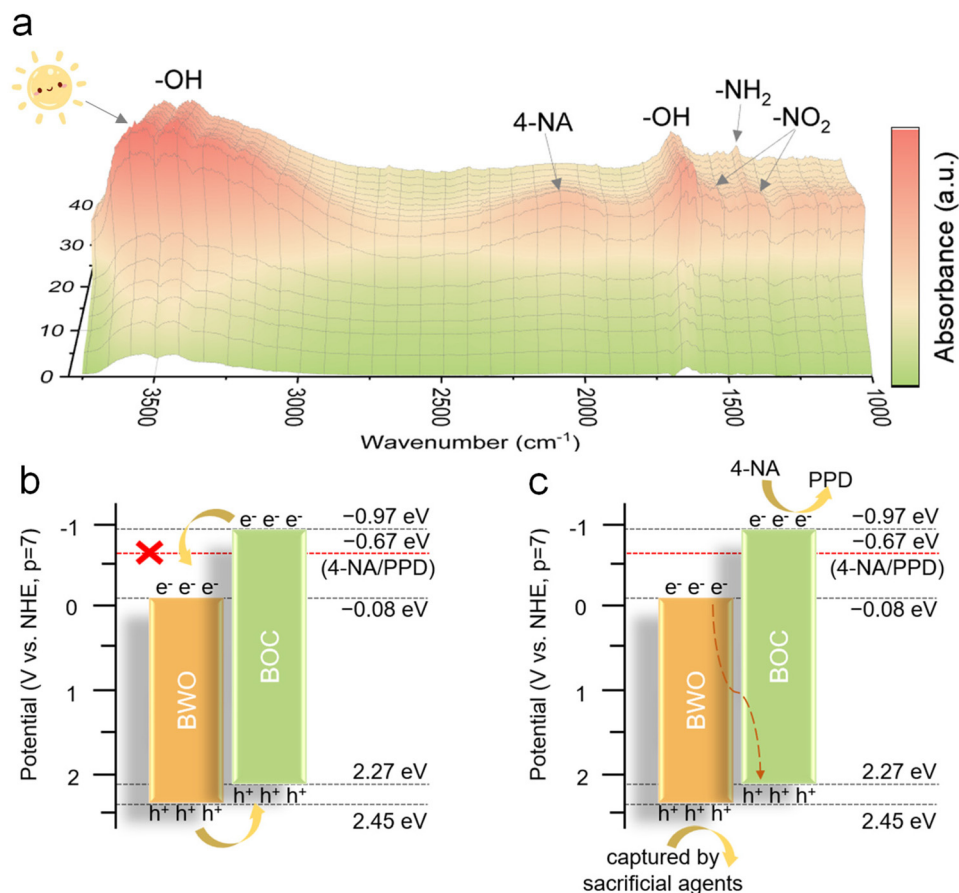 a
-OH
4-NA
-OH
-NH₂
-NO₂
40
30
20
10
0
3500
3000
2500
2000
1500
1000
Wavenumber (cm⁻¹)
Absorbance (a.u.)
b
Potential (V vs. NHE, p=7)
-1
0
1
2
e⁻ e⁻ e⁻
−0.97 eV
−0.67 eV
(4-NA/PPD)
e⁻ e⁻ e⁻
−0.08 eV
BWO
BOC
2.27 eV
h⁺ h⁺ h⁺
h⁺ h⁺ h⁺
2.45 eV
c
4-NA
PPD
Potential (V vs. NHE, p=7)
-1
0
1
2
e⁻ e⁻ e⁻
−0.97 eV
−0.67 eV
(4-NA/PPD)
e⁻ e⁻ e⁻
−0.08 eV
BWO
BOC
2.27 eV
h⁺ h⁺ h⁺
h⁺ h⁺ h⁺
2.45 eV
captured by
sacrificial agents